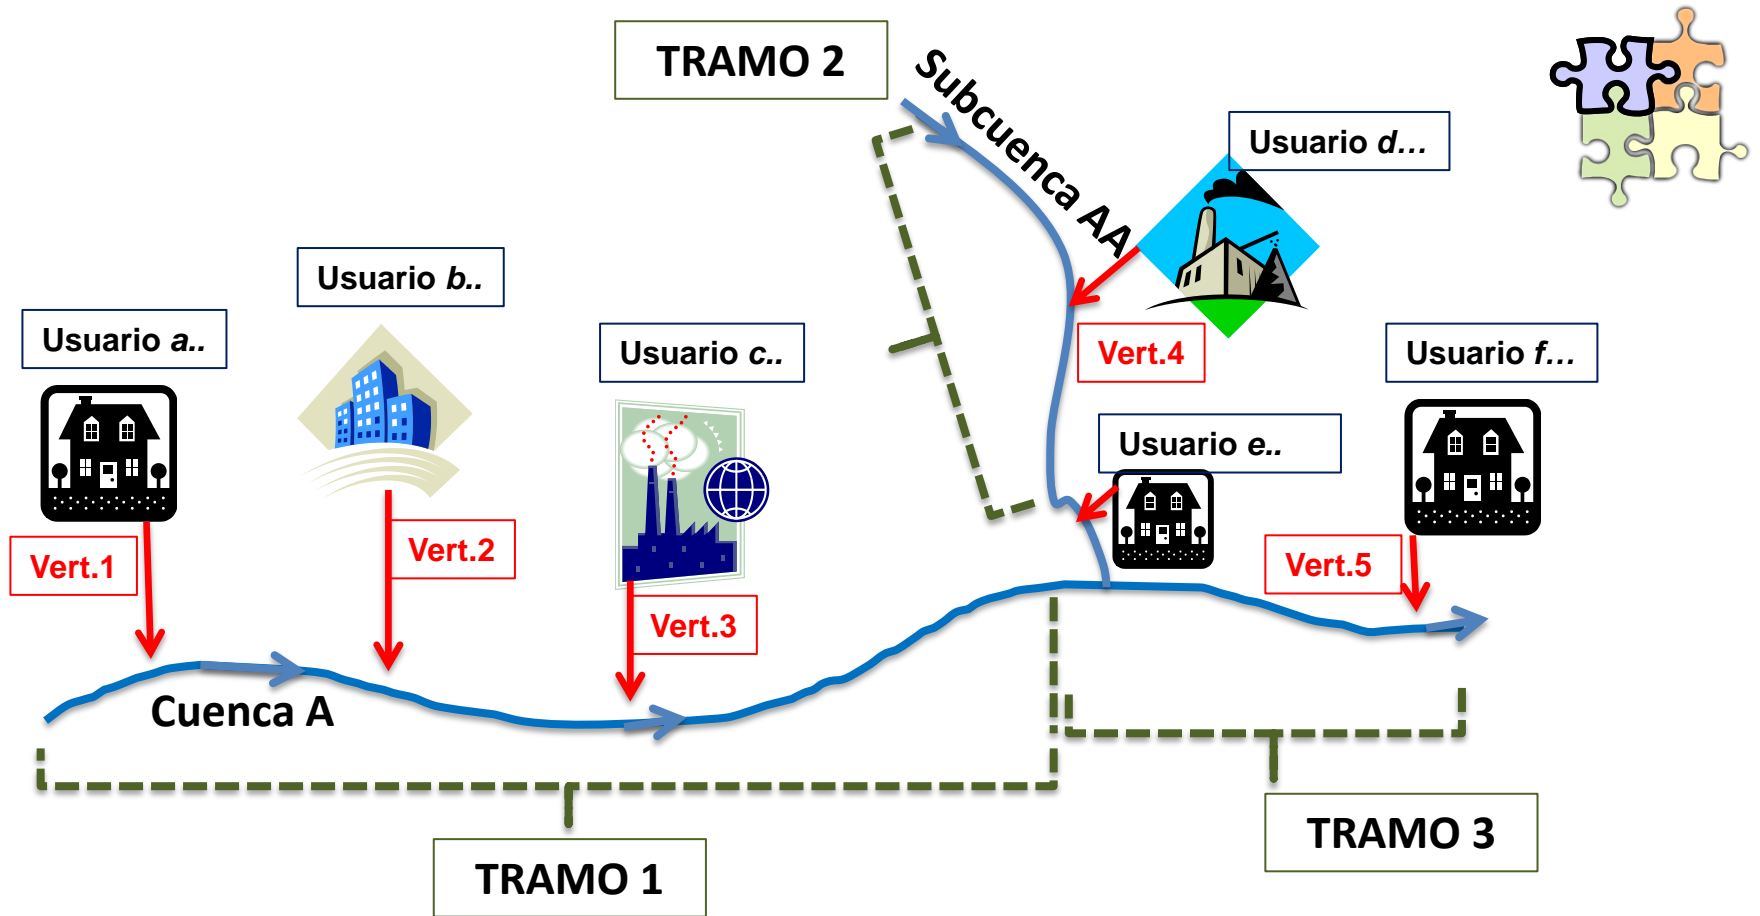 TRAMO 2
Subcuenca AA
Usuario d...
Usuario b..
Usuario a..
Usuario c..
Vert.4
Usuario f...
Usuario e..
Vert.1
Vert.2
Vert.5
Vert.3
Cuenca A
TRAMO 3
TRAMO 1